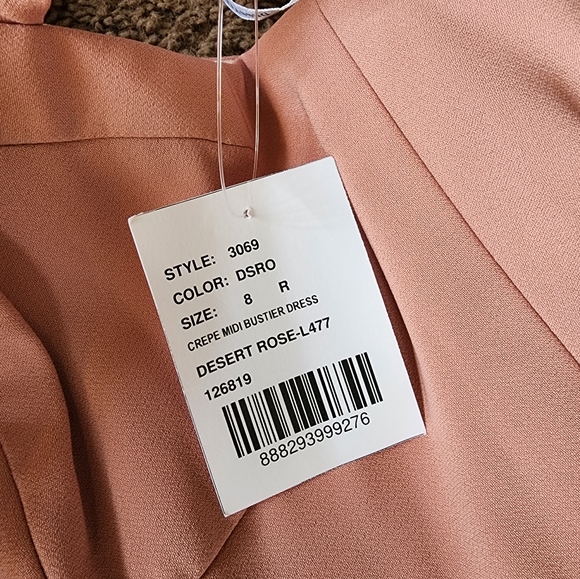 STYLE: 3069
COLOR: DSRO
SIZE: 8 R
CREPE MIDI BUSTIER DRESS
DESERT ROSE-L477
126819
888293999276